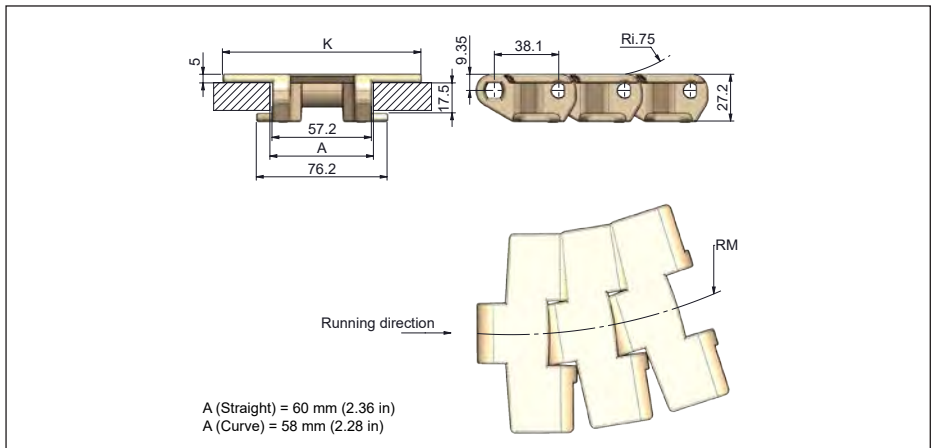 K
5
17.5
57.2
A
76.2
9.35
38.1
Ri.75
27.2
RM
Running direction
A (Straight) = 60 mm (2.36 in)
A (Curve) = 58 mm (2.28 in)